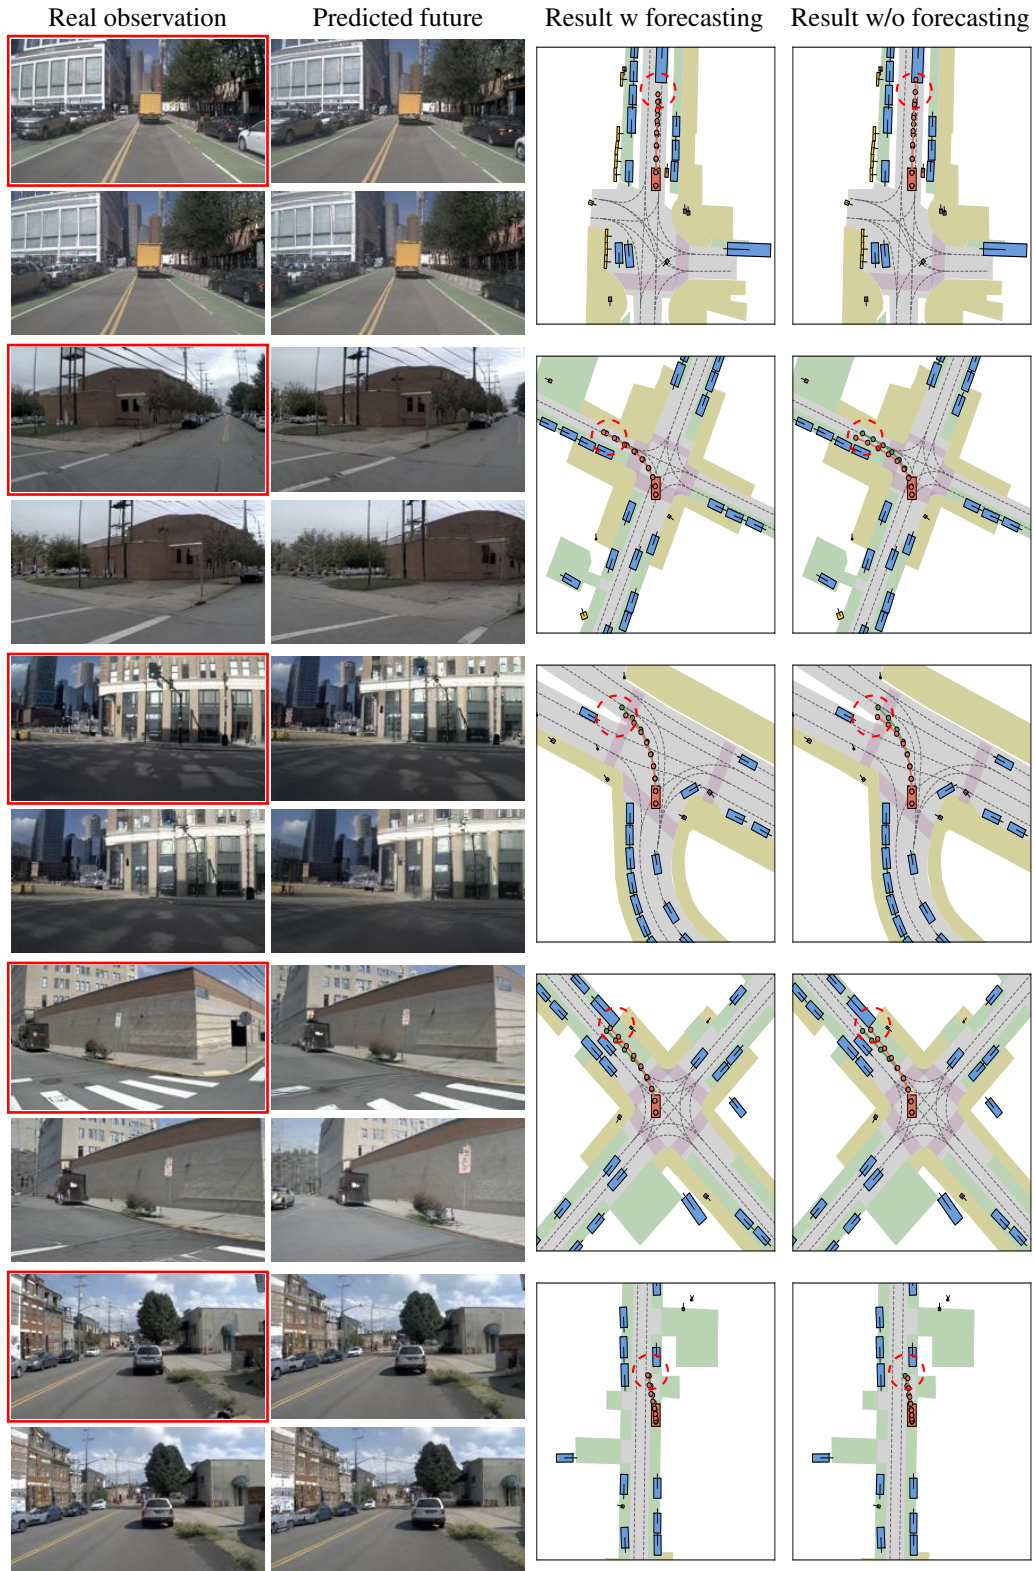 Real observation
Predicted future
Result w forecasting
Result w/o forecasting